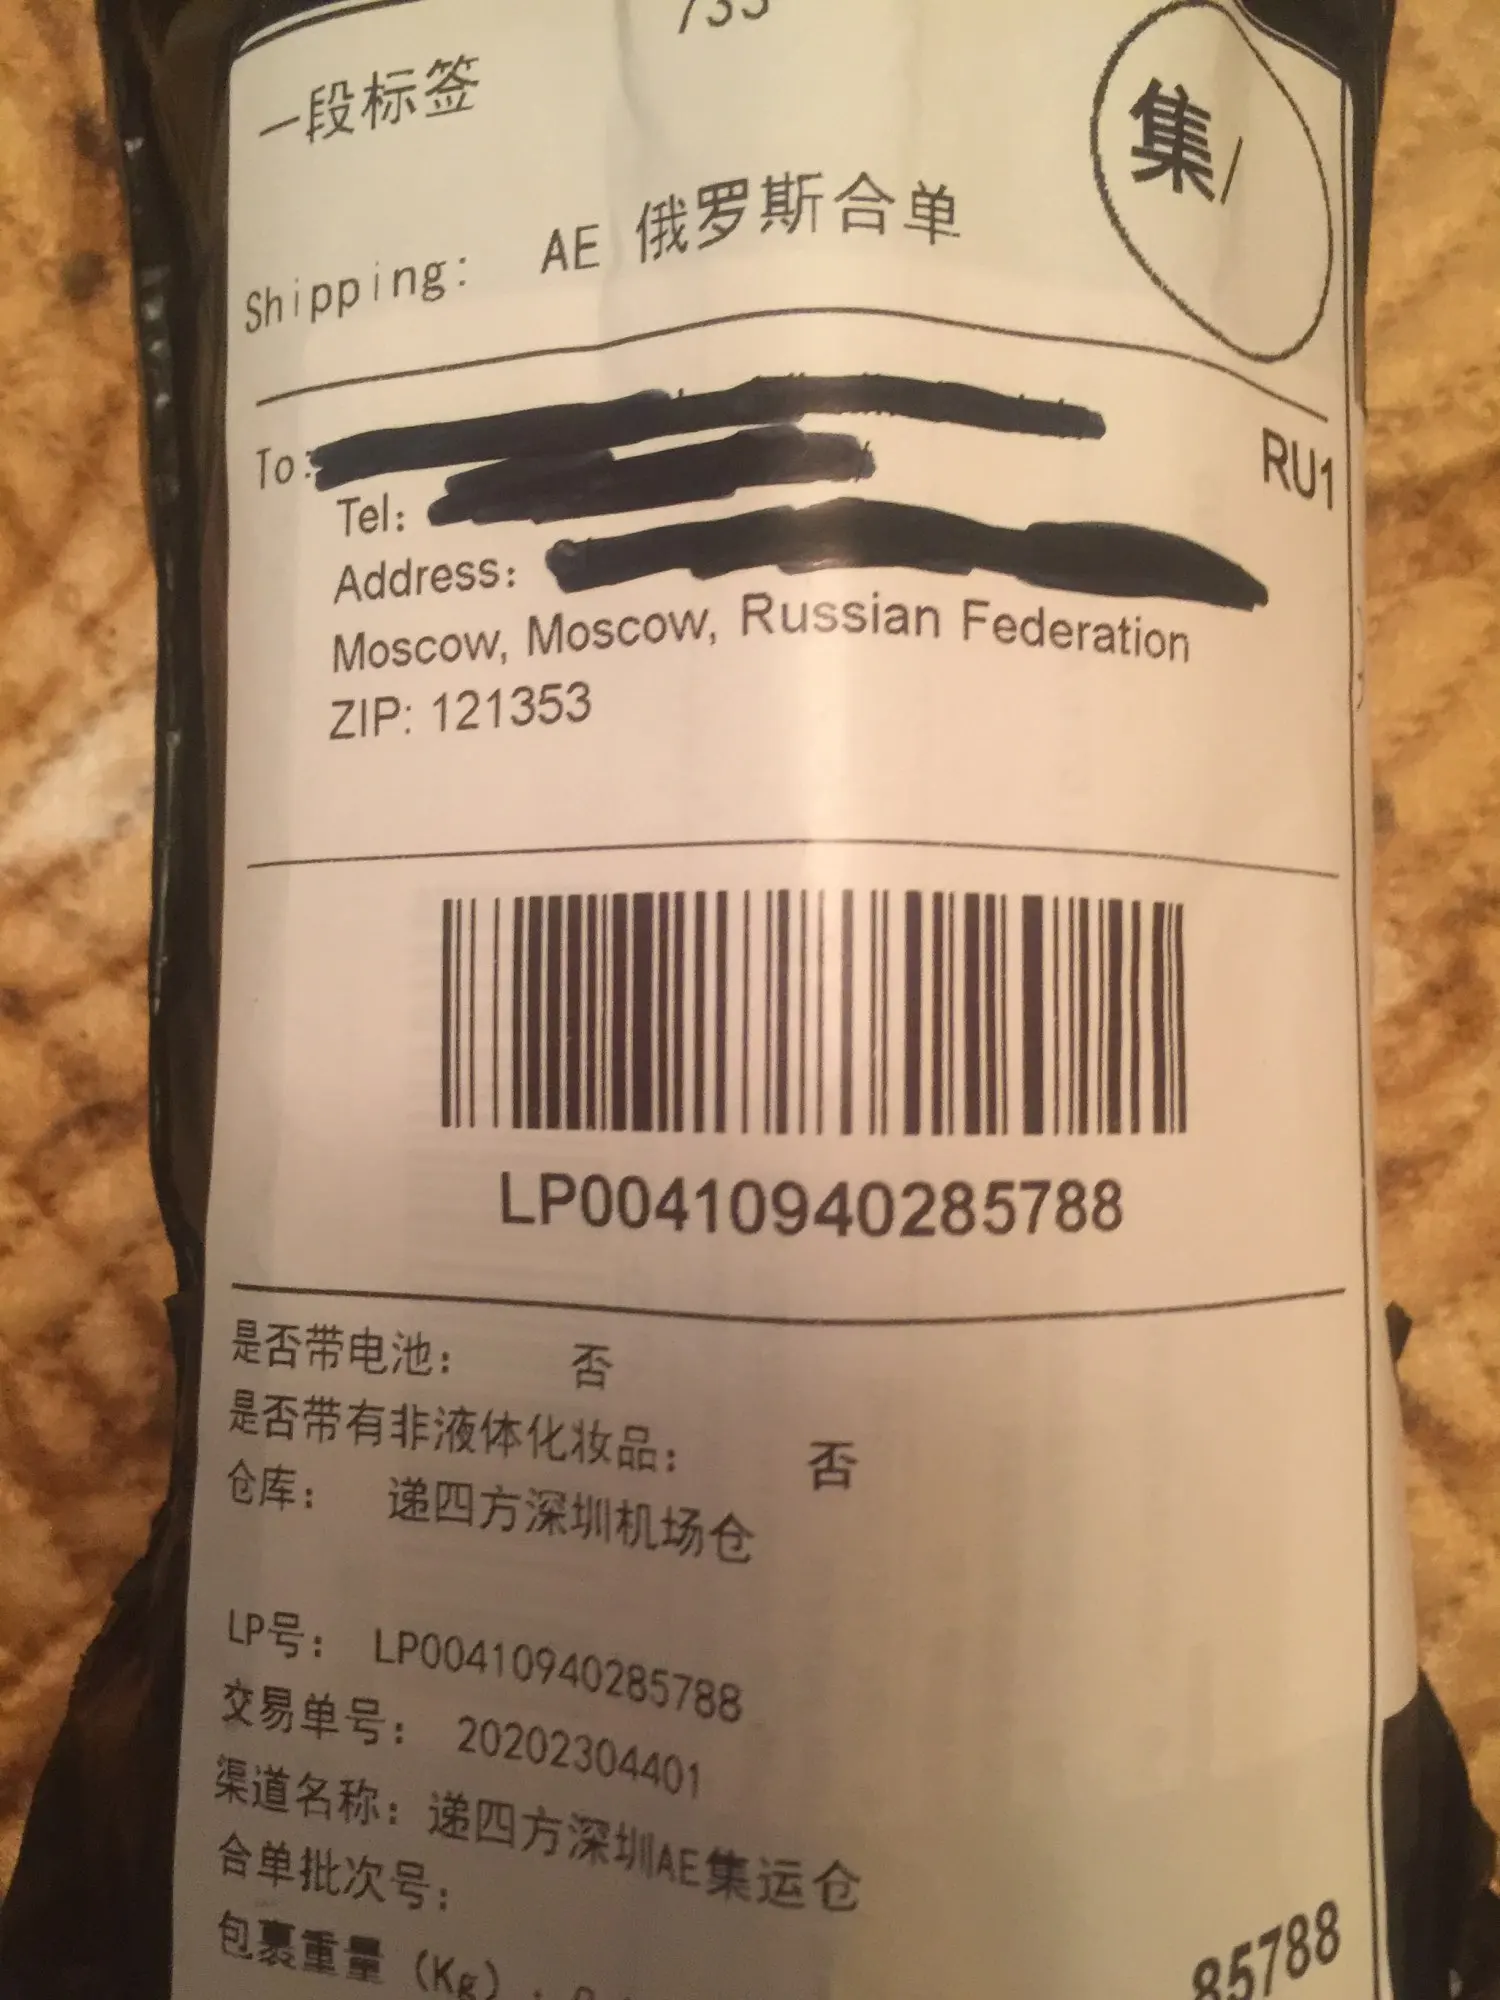 733
一段标签
集/
Shipping: AE 俄罗斯合单
To:
RU1
Tel:
Address:
Moscow, Moscow, Russian Federation
ZIP: 121353
LP00410940285788
是否带电池: 否
是否带有非液体化妆品: 否
仓库: 递四方深圳机场仓
LP号: LP00410940285788
交易单号: 20202304401
渠道名称: 递四方深圳AE集运仓
合单批次号:
包裹重量 (Kg)
85788